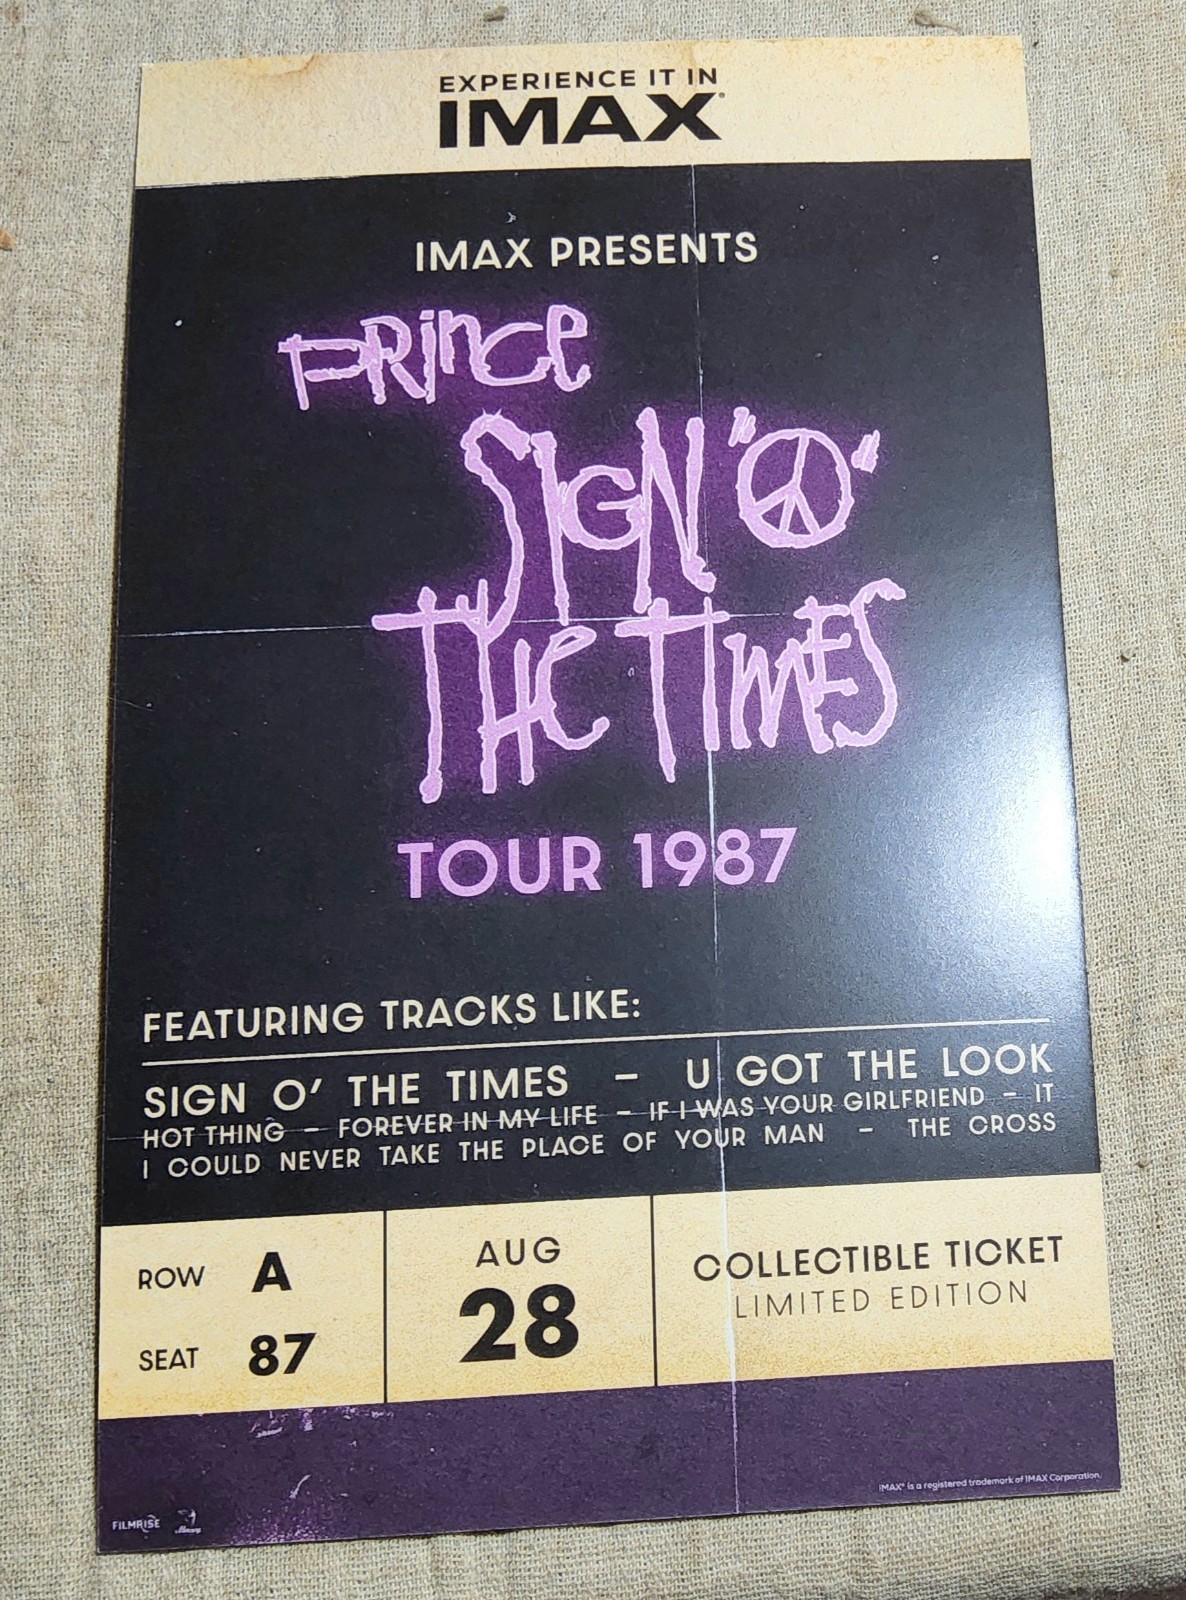 EXPERIENCE IT IN
IMAX®
IMAX PRESENTS
PRINCE
SIGN "☮"
THE TIMES
TOUR 1987
FEATURING TRACKS LIKE:
SIGN O' THE TIMES – U GOT THE LOOK
HOT THING – FOREVER IN MY LIFE – IF I WAS YOUR GIRLFRIEND – IT
I COULD NEVER TAKE THE PLACE OF YOUR MAN – THE CROSS
ROW A
SEAT 87
AUG
28
COLLECTIBLE TICKET
LIMITED EDITION
IMAX® is a registered trademark of IMAX Corporation.
FILMRISE
Mercury